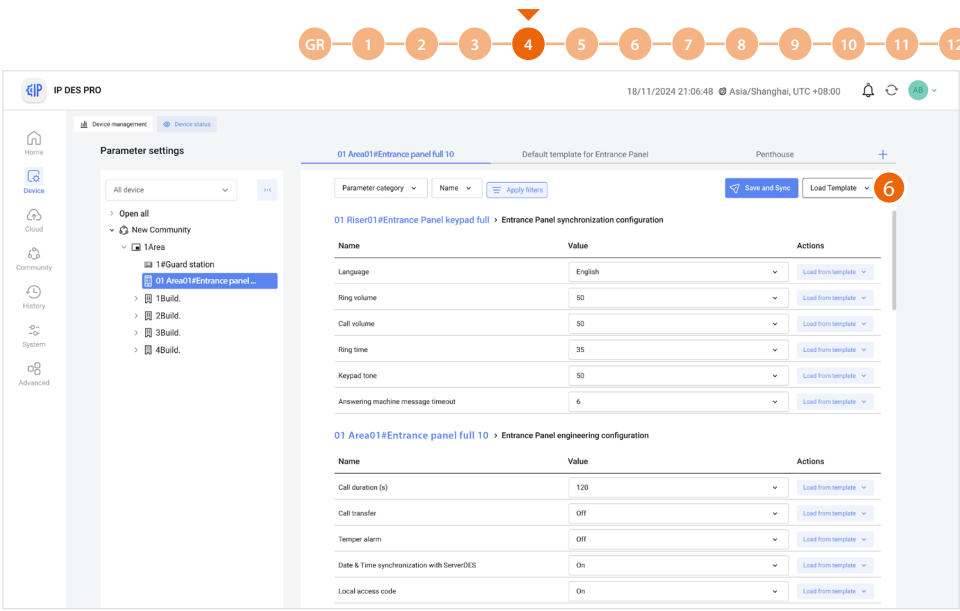 GR 1 2 3 4 5 6 7 8 9 10 11 12
IP IP DES PRO 18/11/2024 21:06:48 Asia/Shanghai, UTC +08:00 AB
Device management Device status
Home
Device
Cloud
Community
History
System
Advanced
Parameter settings
All device
Open all
New Community
1Area
1#Guard station
01 Area01#Entrance panel ...
1Build.
2Build.
3Build.
4Build.
01 Area01#Entrance panel full 10 Default template for Entrance Panel Penthouse +
Parameter category Name Apply filters Save and Sync Load Template 6
01 Riser01#Entrance Panel keypad full > Entrance Panel synchronization configuration
Name Value Actions
Language English Load from template
Ring volume 50 Load from template
Call volume 50 Load from template
Ring time 35 Load from template
Keypad tone 50 Load from template
Answering machine message timeout 6 Load from template
01 Area01#Entrance panel full 10 > Entrance Panel engineering configuration
Name Value Actions
Call duration (s) 120 Load from template
Call transfer Off Load from template
Temper alarm Off Load from template
Date & Time synchronization with ServerDES On Load from template
Local access code On Load from template